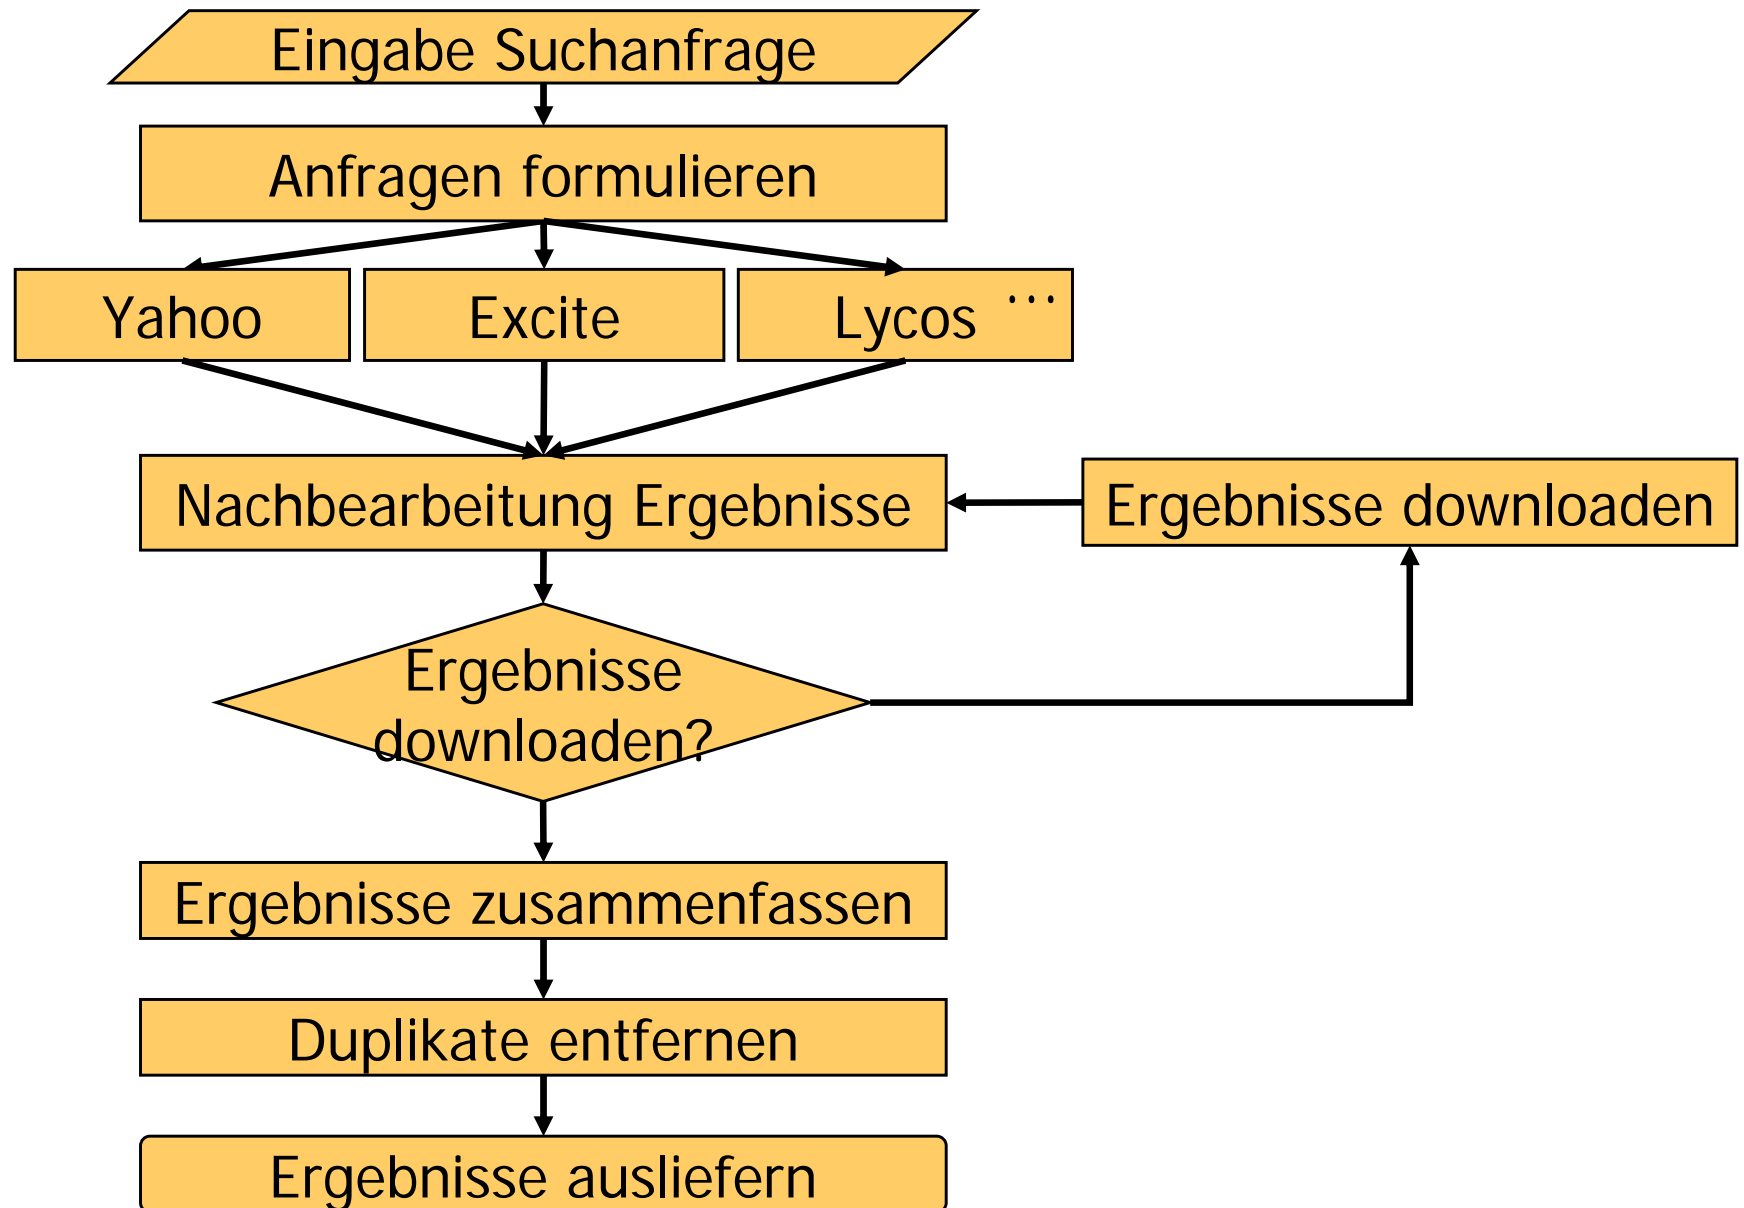 Eingabe Suchanfrage
Anfragen formulieren
Yahoo
Excite
Lycos ...
Nachbearbeitung Ergebnisse
Ergebnisse downloaden
Ergebnisse
downloaden?
Ergebnisse zusammenfassen
Duplikate entfernen
Ergebnisse ausliefern